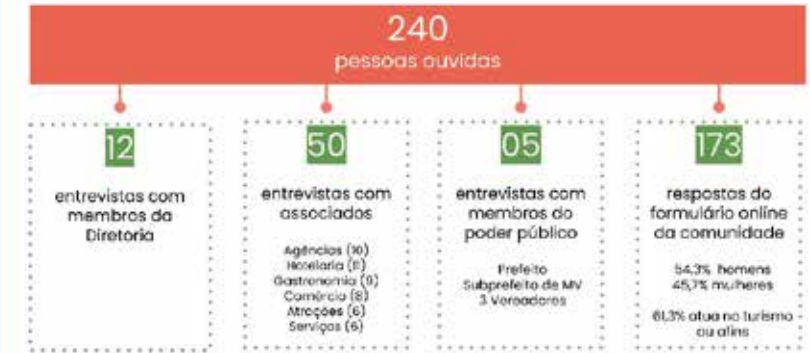 240
pessoas ouvidas
12
entrevistas com
membros da
Diretoria
50
entrevistas com
associados
Agências (10)
Hotelaria (11)
Gastronomia (9)
Comércio (8)
Atrações (6)
Serviços (6)
05
entrevistas com
membros do
poder público
Prefeito
Subprefeito de MV
3 Vereadores
173
respostas do
formulário online
da comunidade
54,3% homens
45,7% mulheres
61,3% atua no turismo
ou afins